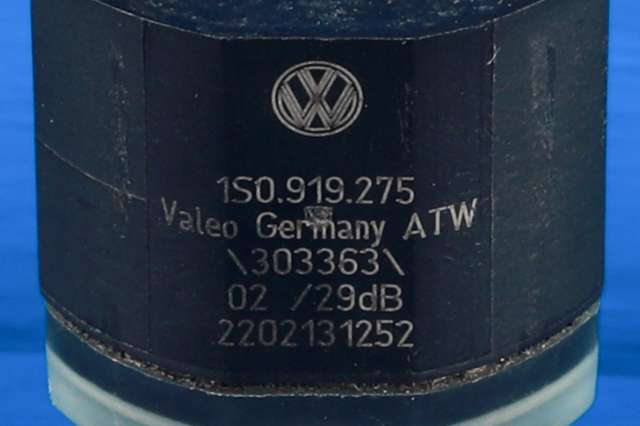 1S0.919.275
Valeo Germany ATW
\303363\
02 /29dB
2202131252